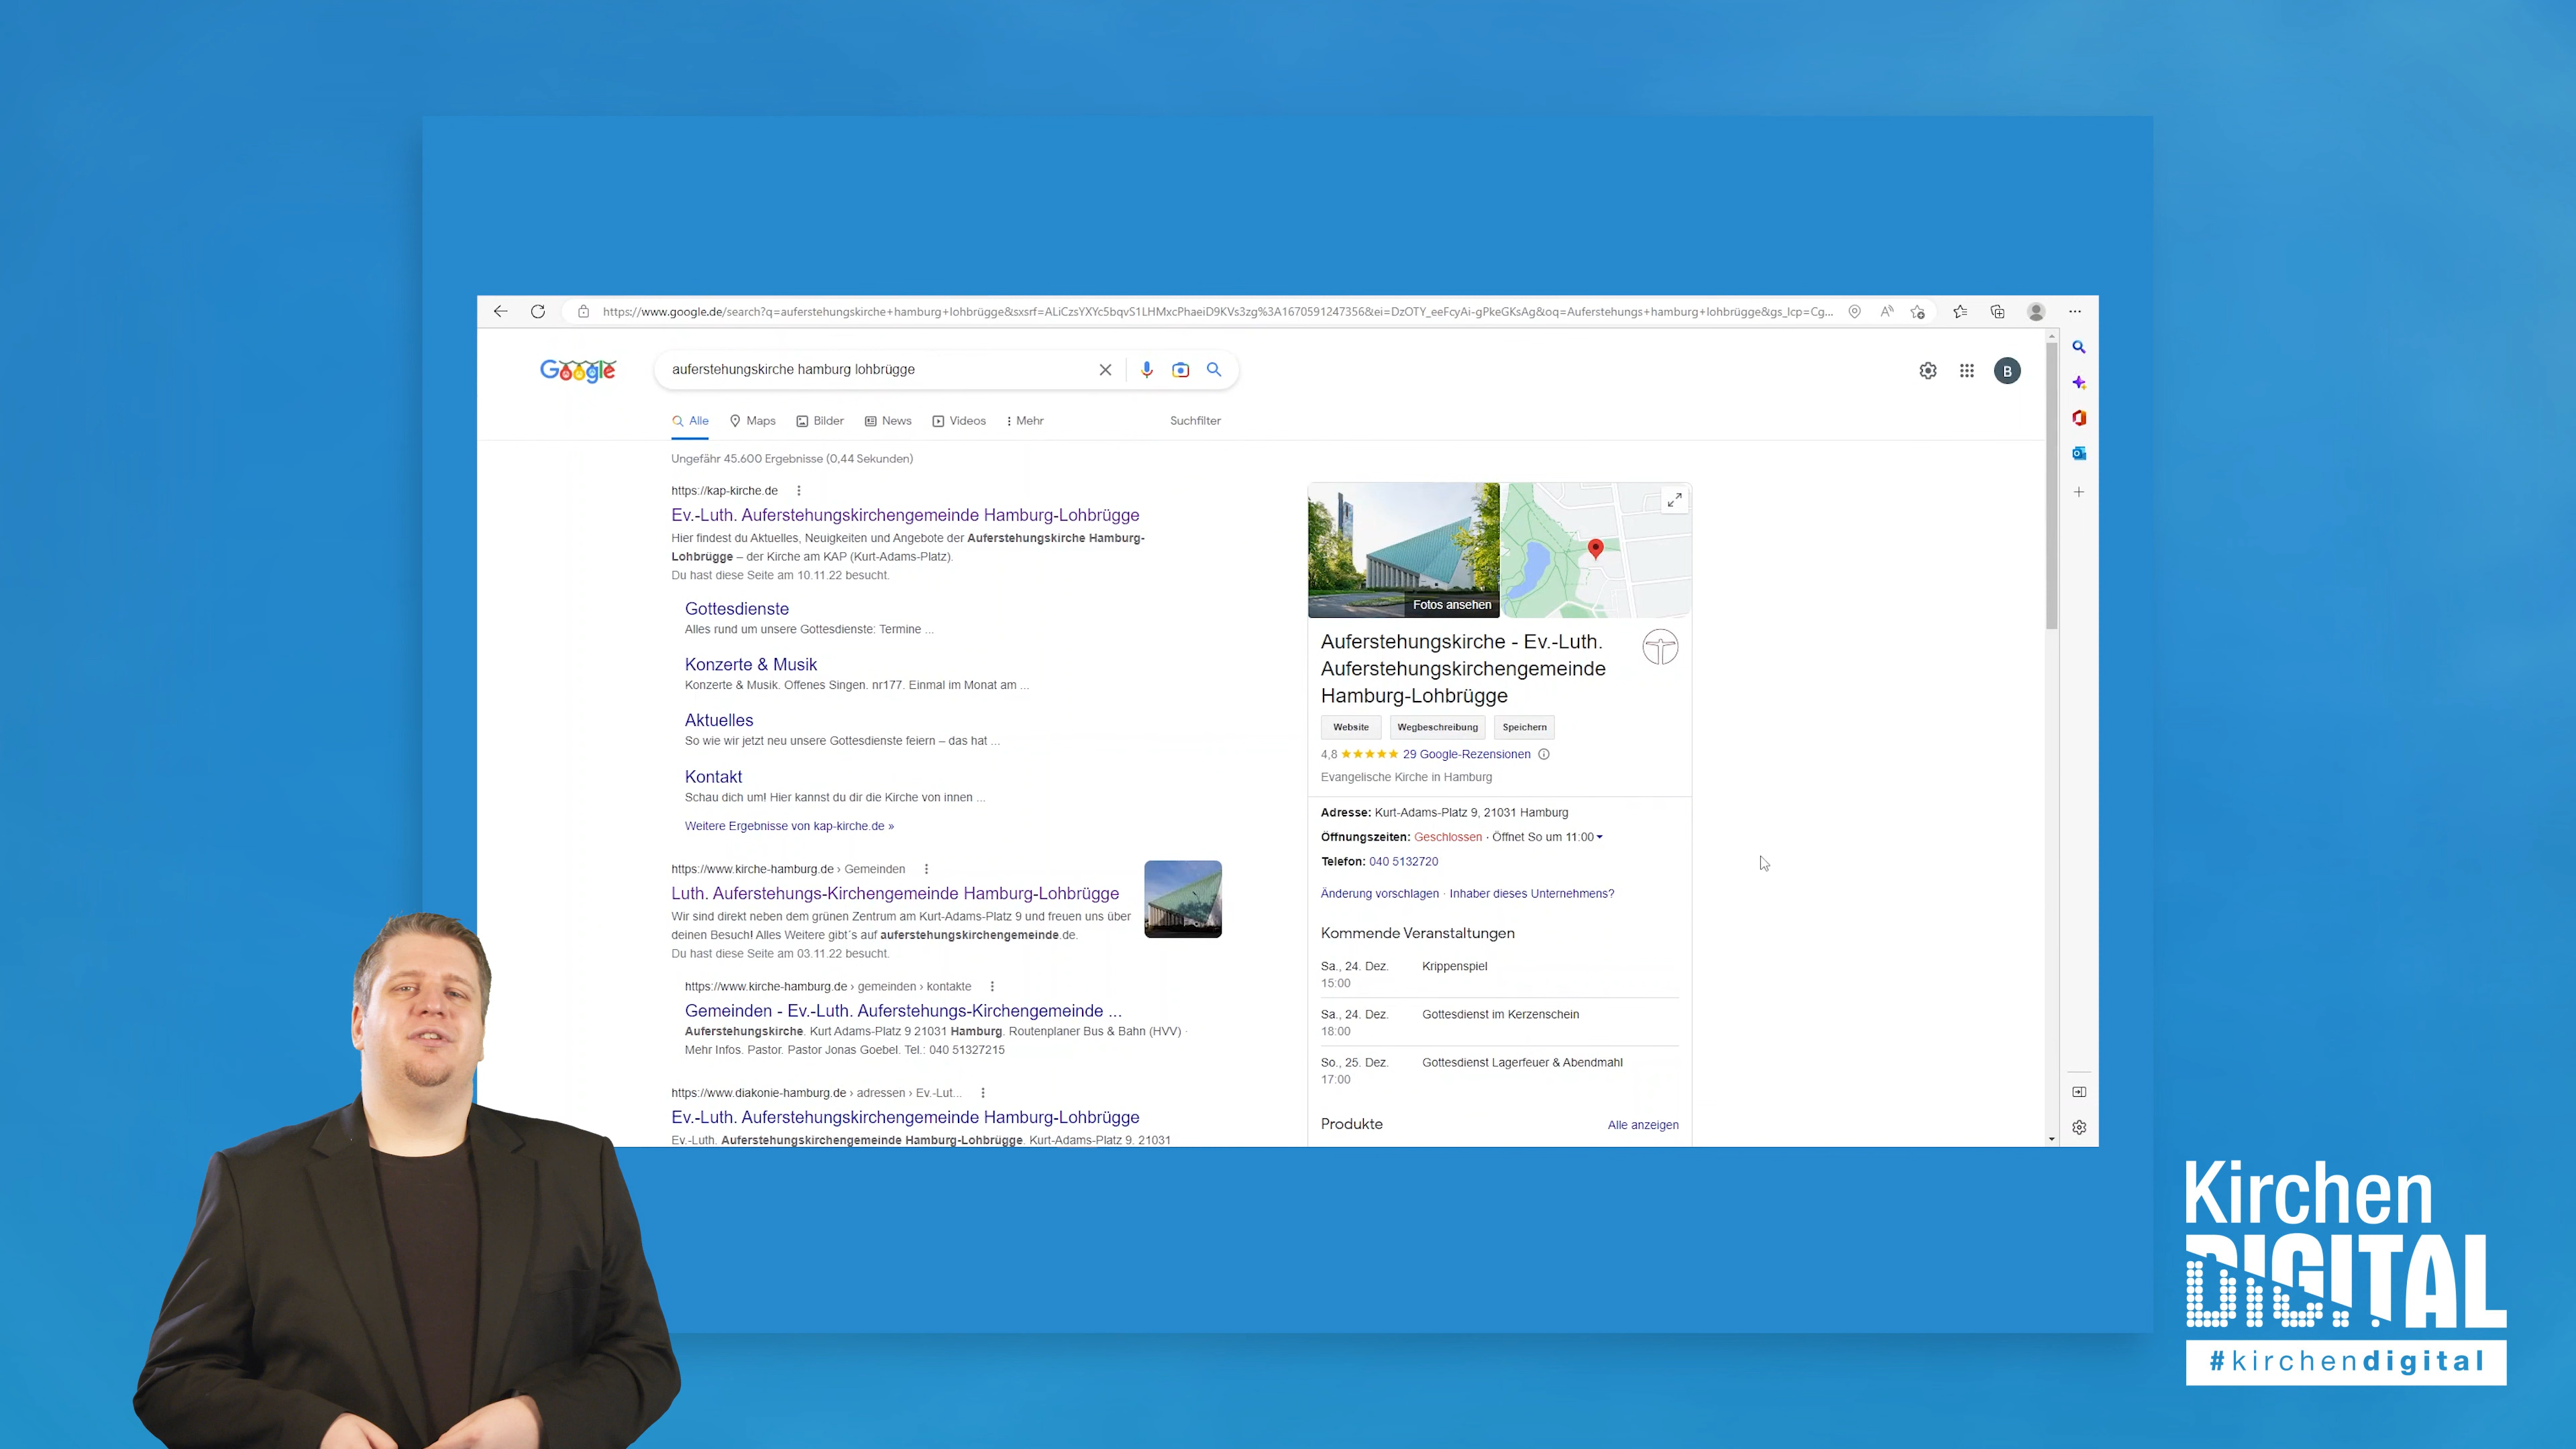 https://www.google.de/search?q=auferstehungskirche+hamburg+lohbrügge&sxsrf=ALiCzsYXYc5bqvS1LHMxcPhaeiD9KVs3zg%3A1670591247356&ei=DzOTY_eeFcyAi-gPkeGKsAg&oq=Auferstehungs+hamburg+lohbrügge&gs_lcp=Cg...
Google
auferstehungskirche hamburg lohbrügge
B
Alle Maps Bilder News Videos Mehr Suchfilter
Ungefähr 45.600 Ergebnisse (0,44 Sekunden)
https://kap-kirche.de
Ev.-Luth. Auferstehungskirchengemeinde Hamburg-Lohbrügge
Hier findest du Aktuelles, Neuigkeiten und Angebote der Auferstehungskirche Hamburg-
Lohbrügge – der Kirche am KAP (Kurt-Adams-Platz).
Du hast diese Seite am 10.11.22 besucht.
Gottesdienste
Alles rund um unsere Gottesdienste: Termine ...
Konzerte & Musik
Konzerte & Musik. Offenes Singen. nr177. Einmal im Monat am ...
Aktuelles
So wie wir jetzt neu unsere Gottesdienste feiern – das hat ...
Kontakt
Schau dich um! Hier kannst du dir die Kirche von innen ...
Weitere Ergebnisse von kap-kirche.de »
https://www.kirche-hamburg.de › Gemeinden
Luth. Auferstehungs-Kirchengemeinde Hamburg-Lohbrügge
Wir sind direkt neben dem grünen Zentrum am Kurt-Adams-Platz 9 und freuen uns über
deinen Besuch! Alles Weitere gibt´s auf auferstehungskirchengemeinde.de.
Du hast diese Seite am 03.11.22 besucht.
https://www.kirche-hamburg.de › gemeinden › kontakte
Gemeinden - Ev.-Luth. Auferstehungs-Kirchengemeinde ...
Auferstehungskirche. Kurt Adams-Platz 9 21031 Hamburg. Routenplaner Bus & Bahn (HVV) ·
Mehr Infos. Pastor. Pastor Jonas Goebel. Tel.: 040 51327215
https://www.diakonie-hamburg.de › adressen › Ev.-Lut...
Ev.-Luth. Auferstehungskirchengemeinde Hamburg-Lohbrügge
Ev.-Luth. Auferstehungskirchengemeinde Hamburg-Lohbrügge. Kurt-Adams-Platz 9. 21031
Fotos ansehen
Auferstehungskirche - Ev.-Luth.
Auferstehungskirchengemeinde
Hamburg-Lohbrügge
Website Wegbeschreibung Speichern
4,8 29 Google-Rezensionen
Evangelische Kirche in Hamburg
Adresse: Kurt-Adams-Platz 9, 21031 Hamburg
Öffnungszeiten: Geschlossen · Öffnet So um 11:00
Telefon: 040 5132720
Änderung vorschlagen · Inhaber dieses Unternehmens?
Kommende Veranstaltungen
Sa., 24. Dez. Krippenspiel
15:00
Sa., 24. Dez. Gottesdienst im Kerzenschein
18:00
So., 25. Dez. Gottesdienst Lagerfeuer & Abendmahl
17:00
Produkte Alle anzeigen
Kirchen
DIGITAL
#kirchendigital